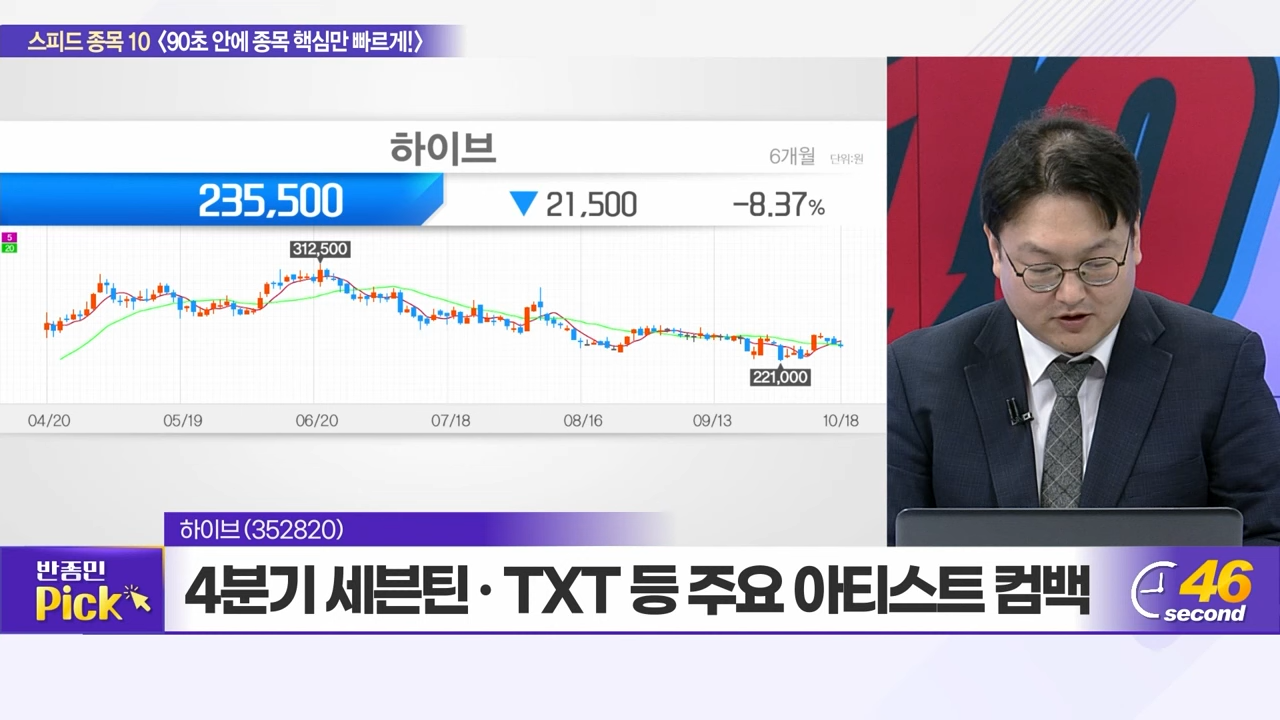 스피드 종목 10 〈90초 안에 종목 핵심만 빠르게!〉
하이브
6개월 단위:원
235,500 ▼ 21,500 -8.37%
5
20
312,500
221,000
04/20 05/19 06/20 07/18 08/16 09/13 10/18
10
하이브(352820)
반종민
Pick
4분기 세븐틴· TXT 등 주요 아티스트 컴백
46
second